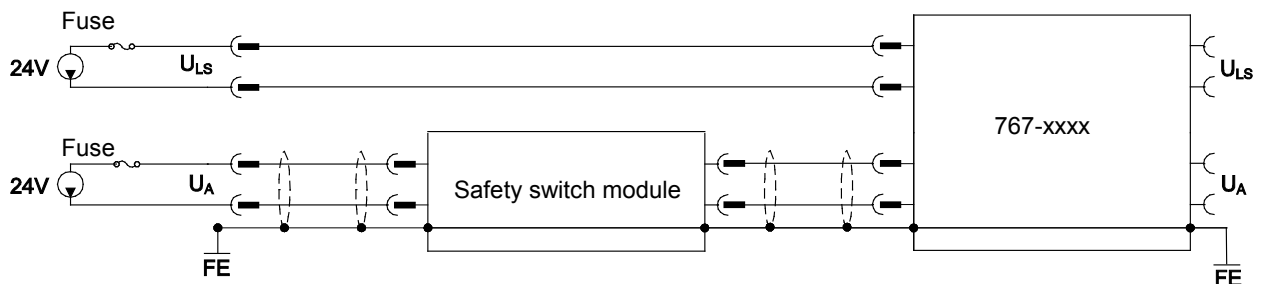 Fuse
24V
ULS
ULS
767-xxxx
Fuse
24V
UA
Safety switch module
UA
FE
FE